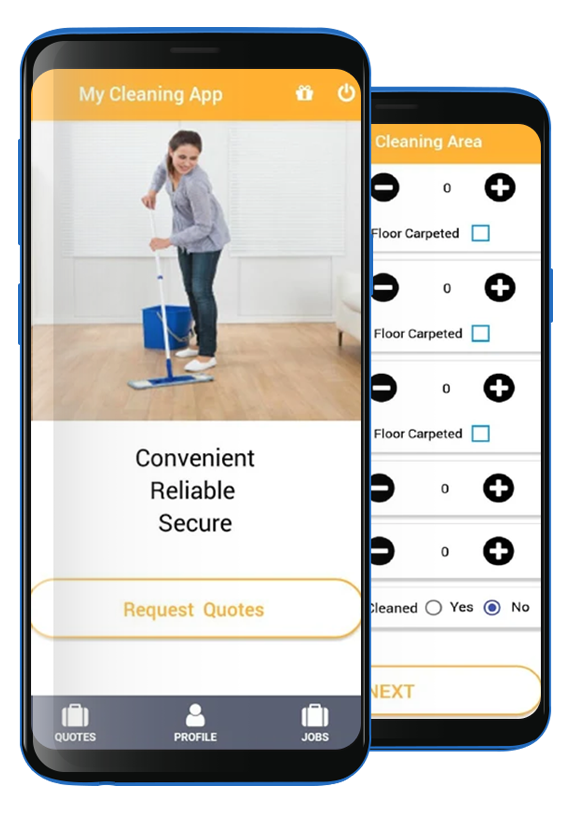 My Cleaning App
Convenient
Reliable
Secure
Request Quotes
QUOTES PROFILE JOBS
Cleaning Area
0
Floor Carpeted
0
Floor Carpeted
0
Floor Carpeted
0
0
Cleaned Yes No
NEXT